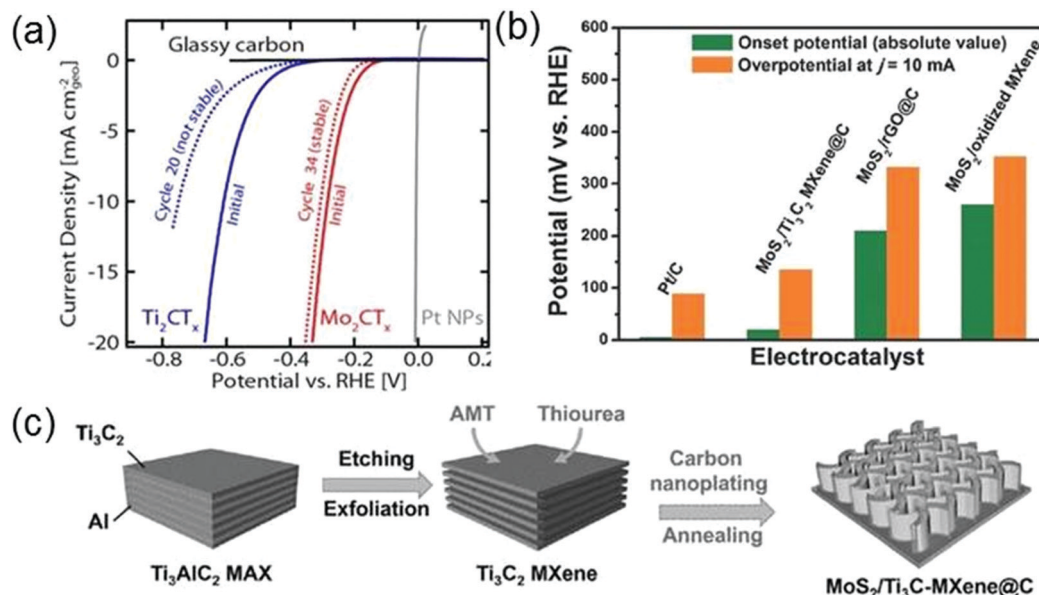 (a)
Glassy carbon
Cycle 20 (not stable)
Initial
Cycle 34 (stable)
Initial
Ti₂CTₓ
Mo₂CTₓ
Pt NPs
Current Density [mA cm⁻²geo]
0
-5
-10
-15
-20
-0.8 -0.6 -0.4 -0.2 0.0 0.2
Potential vs. RHE [V]
(b)
Onset potential (absolute value)
Overpotential at j = 10 mA
Potential (mV vs. RHE)
600
500
400
300
200
100
0
Pt/C
MoS₂/Ti₃C₂ MXene@C
MoS₂/rGO@C
MoS₂/oxidized MXene
Electrocatalyst
(c)
Ti₃C₂
Al
Ti₃AlC₂ MAX
Etching
Exfoliation
AMT Thiourea
Ti₃C₂ MXene
Carbon
nanoplating
Annealing
MoS₂/Ti₃C-MXene@C